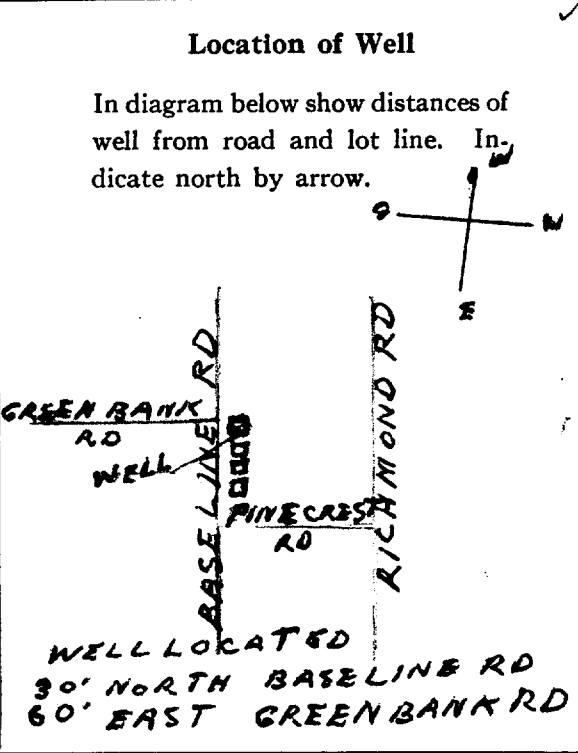 Location of Well
In diagram below show distances of
well from road and lot line. In-
dicate north by arrow.
W
E
BASE LINE RD
RICHMOND RD
GREEN BANK
RD
WELL
PINECREST
RD
WELL LOCATED
30' NORTH BASELINE RD
60' EAST GREENBANK RD